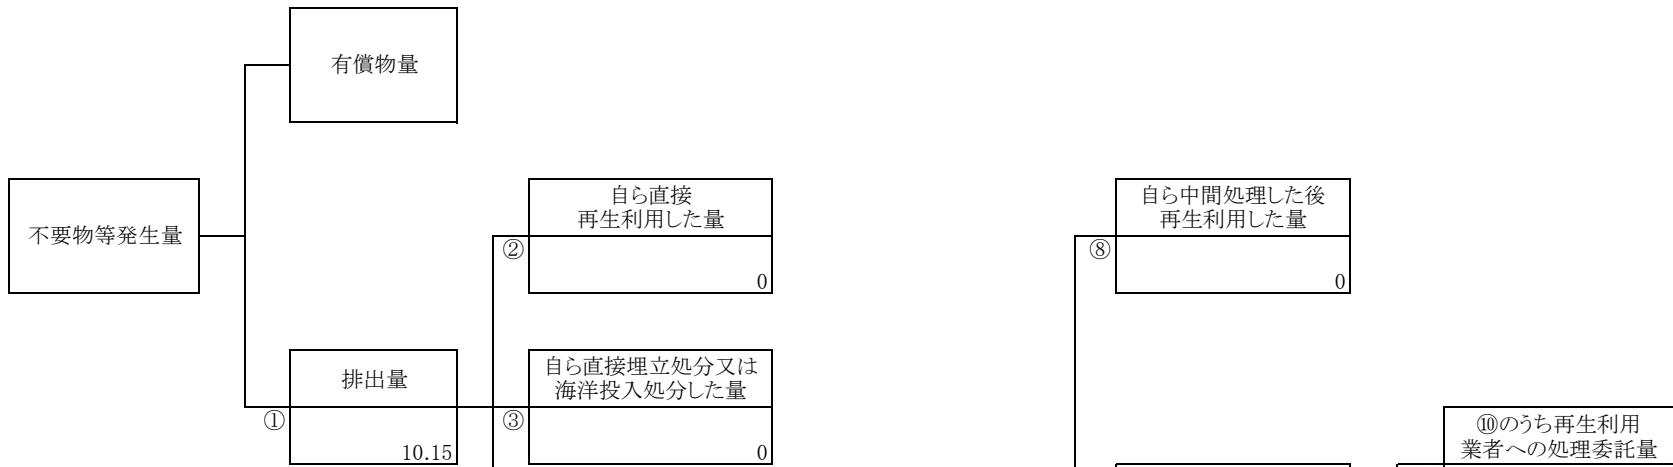 有償物量
不要物等発生量
自ら直接
再生利用した量
②
0
自ら中間処理した後
再生利用した量
⑧
0
排出量
①
10.15
自ら直接埋立処分又は
海洋投入処分した量
③
0
⑩のうち再生利用
業者への処理委託量